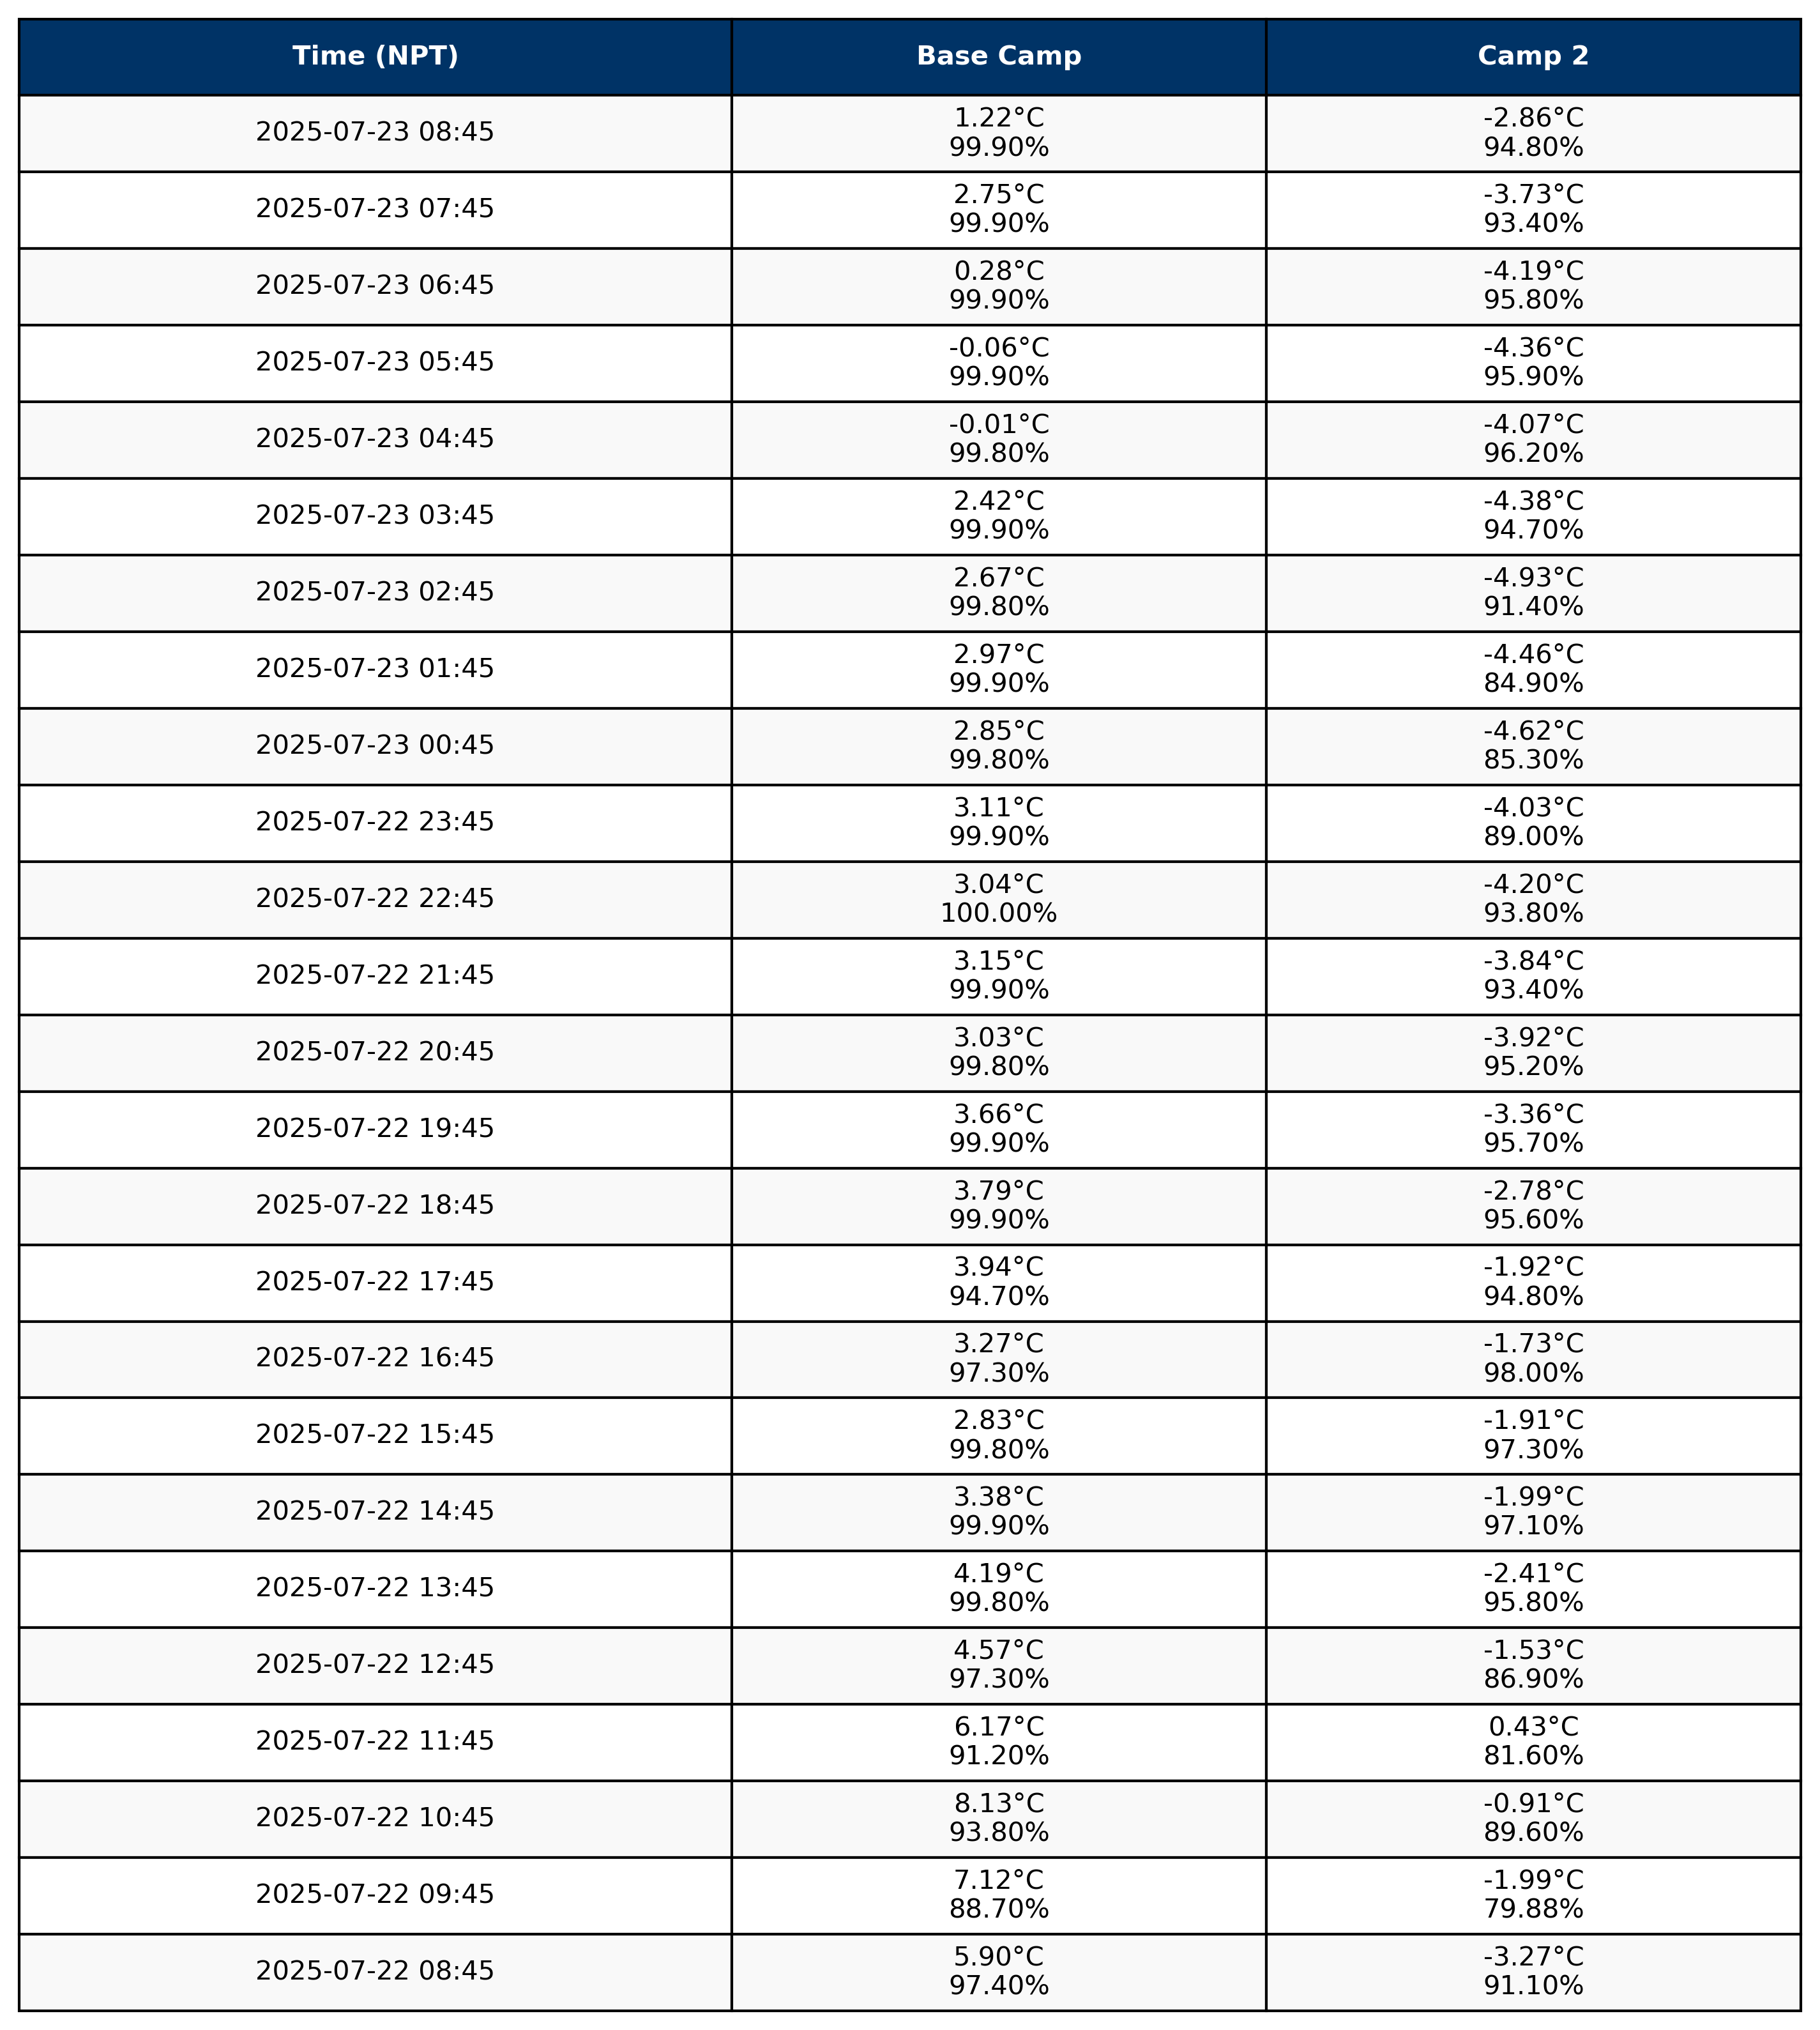 Time (NPT) Base Camp Camp 2
1.22°C -2.86°C
2025-07-23 08:45
99.90% 94.80%
2.75°C -3.73°C
2025-07-23 07:45
99.90% 93.40%
0.28°C -4.19°C
2025-07-23 06:45
99.90% 95.80%
-0.06°C -4.36°C
2025-07-23 05:45
99.90% 95.90%
-0.01°C -4.07°C
2025-07-23 04:45
99.80% 96.20%
2.42°C -4.38°C
2025-07-23 03:45
99.90% 94.70%
2.67°C -4.93°C
2025-07-23 02:45
99.80% 91.40%
2.97°C -4.46°C
2025-07-23 01:45
99.90% 84.90%
2.85°C -4.62°C
2025-07-23 00:45
99.80% 85.30%
3.11°C -4.03°C
2025-07-22 23:45
99.90% 89.00%
3.04°C -4.20°C
2025-07-22 22:45
100.00% 93.80%
3.15°C -3.84°C
2025-07-22 21:45
99.90% 93.40%
3.03°C -3.92°C
2025-07-22 20:45
99.80% 95.20%
3.66°C -3.36°C
2025-07-22 19:45
99.90% 95.70%
3.79°C -2.78°C
2025-07-22 18:45
99.90% 95.60%
3.94°C -1.92°C
2025-07-22 17:45
94.70% 94.80%
3.27°C -1.73°C
2025-07-22 16:45
97.30% 98.00%
2.83°C -1.91°C
2025-07-22 15:45
99.80% 97.30%
3.38°C -1.99°C
2025-07-22 14:45
99.90% 97.10%
4.19°C -2.41°C
2025-07-22 13:45
99.80% 95.80%
4.57°C -1.53°C
2025-07-22 12:45
97.30% 86.90%
6.17°C 0.43°C
2025-07-22 11:45
91.20% 81.60%
8.13°C -0.91°C
2025-07-22 10:45
93.80% 89.60%
7.12°C -1.99°C
2025-07-22 09:45
88.70% 79.88%
5.90°C -3.27°C
2025-07-22 08:45
97.40% 91.10%